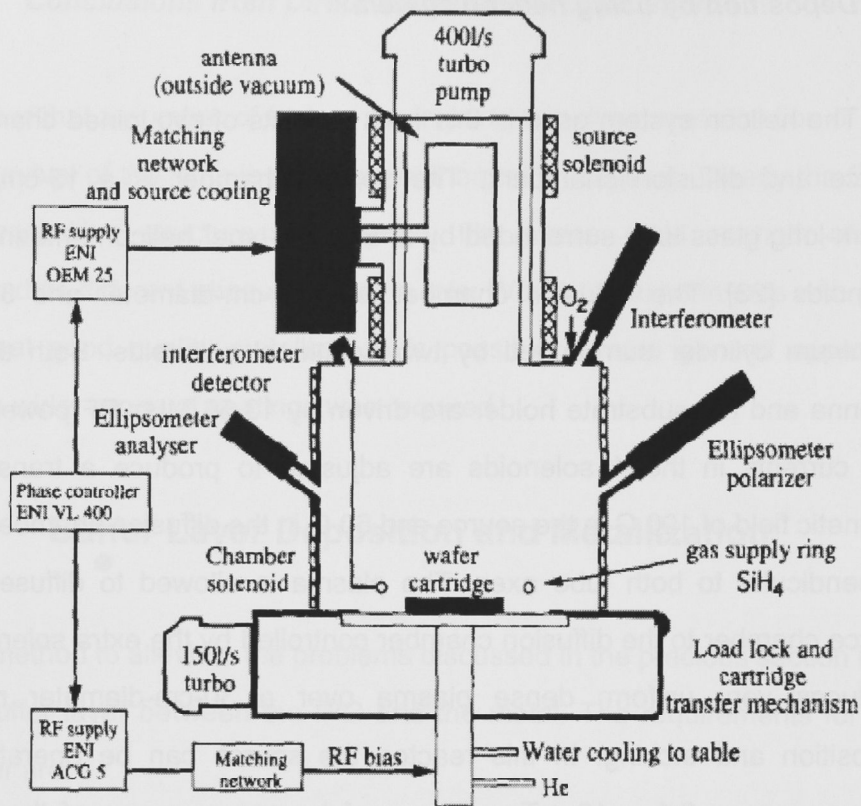 400l/s
turbo
pump
antenna
(outside vacuum)
Matching
network
and source cooling
source
solenoid
RF supply
ENI
OEM 25
O2
Interferometer
interferometer
detector
Ellipsometer
analyser
Ellipsometer
polarizer
Phase controller
ENI VL 400
Chamber
solenoid
wafer
cartridge
gas supply ring
SiH4
150l/s
turbo
Load lock and
cartridge
transfer mechanism
RF supply
ENI
ACG 5
Matching
network
RF bias
Water cooling to table
He